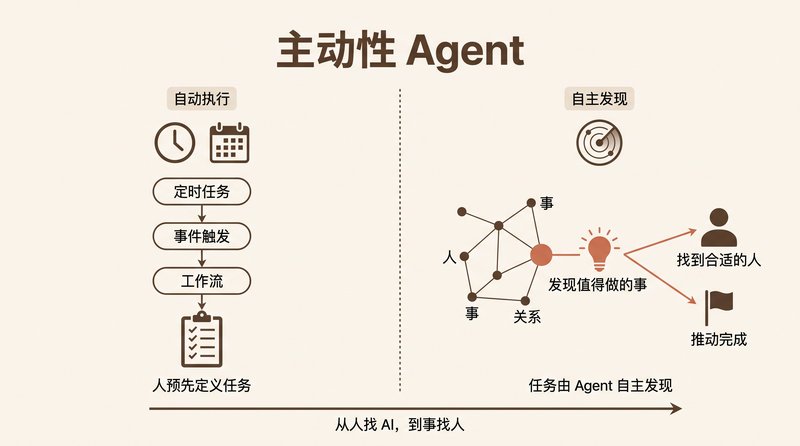 主动性 Agent
自动执行
定时任务
事件触发
工作流
人预先定义任务
自主发现
事
人
事
关系
发现值得做的事
找到合适的人
推动完成
任务由 Agent 自主发现
从人找 AI，到事找人